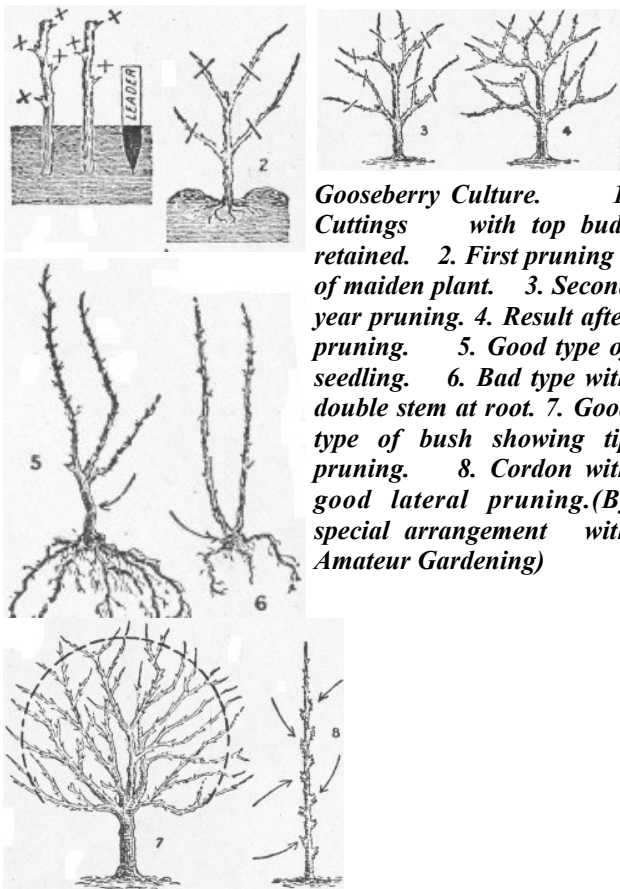 LEADER
2
3
4
Gooseberry Culture. 1.
Cuttings with top bud
retained. 2. First pruning
of maiden plant. 3. Second
year pruning. 4. Result after
pruning. 5. Good type of
seedling. 6. Bad type with
double stem at root. 7. Good
type of bush showing tip
pruning. 8. Cordon with
good lateral pruning.(By
special arrangement with
Amateur Gardening)
5
6
7
8